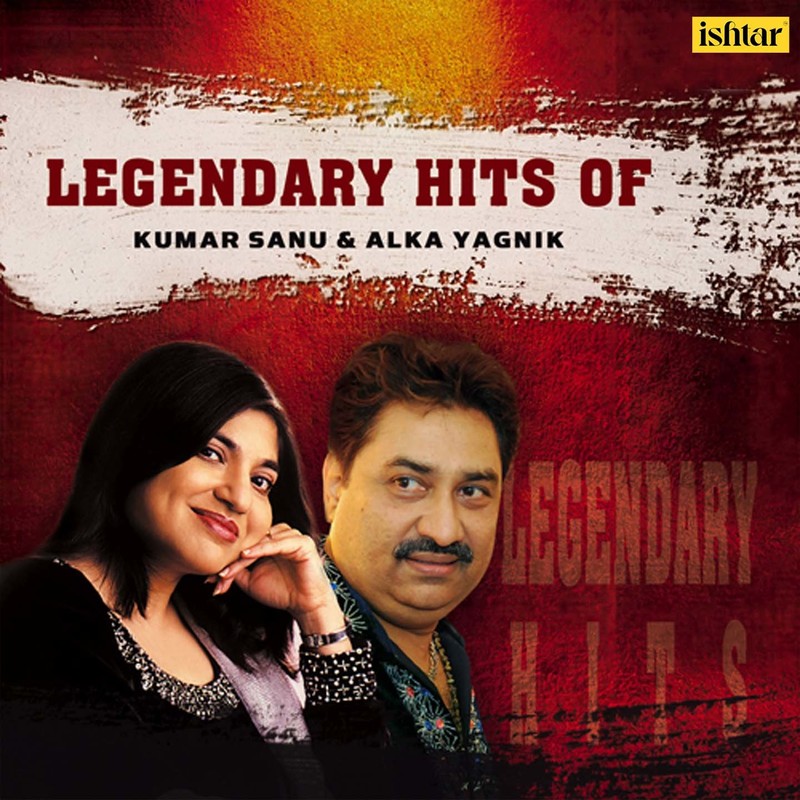 ishtar
LEGENDARY HITS OF
KUMAR SANU & ALKA YAGNIK
LEGENDARY
HITS